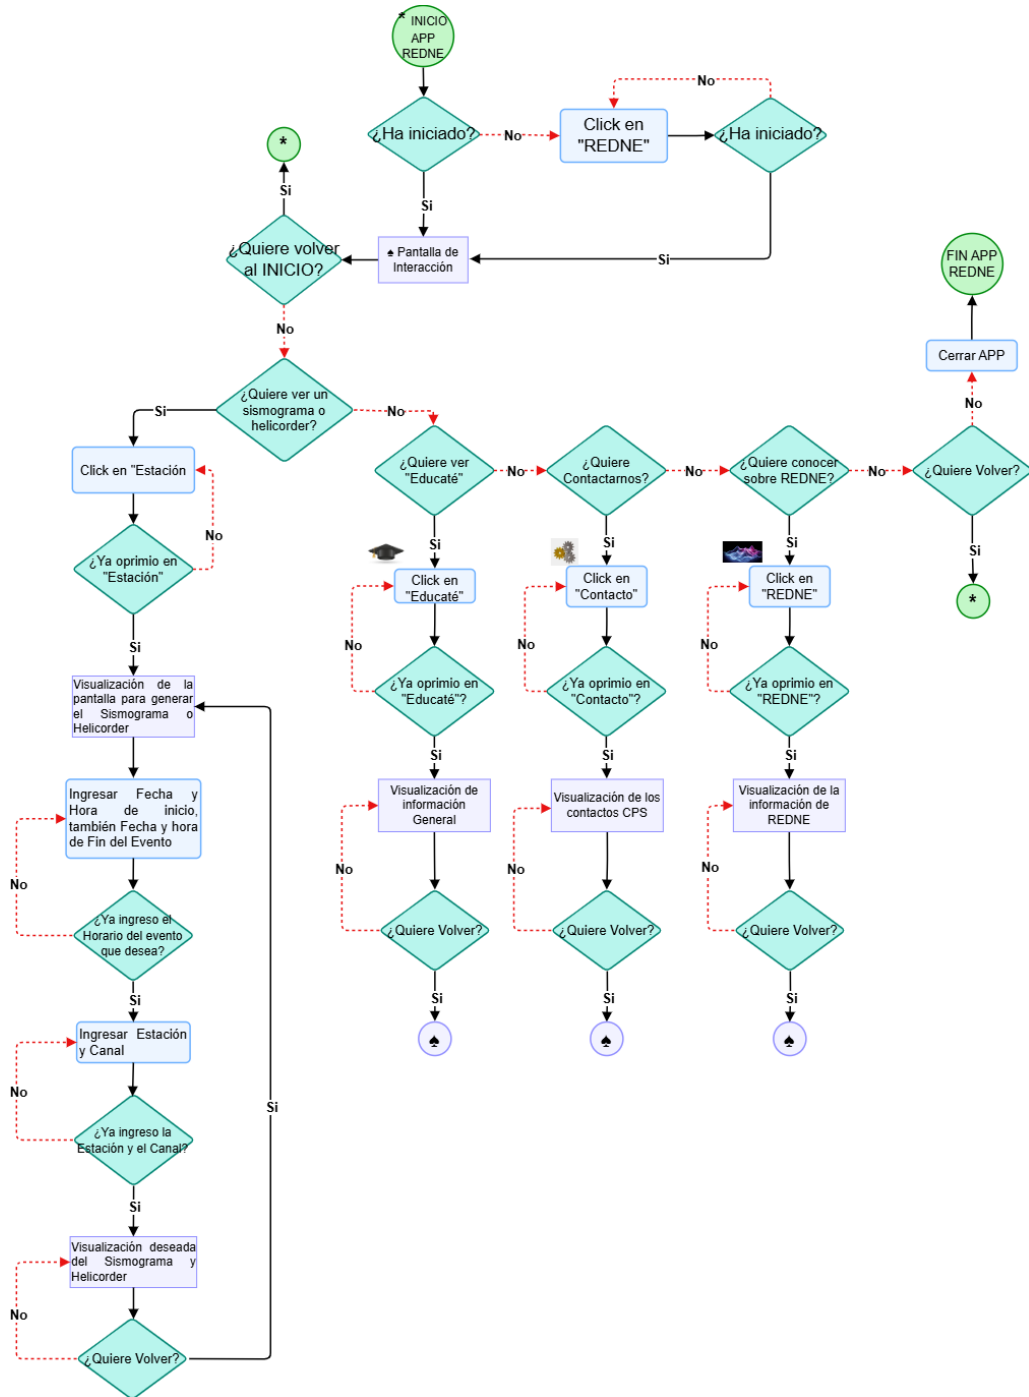 * INICIO
APP
REDNE
¿Ha iniciado?
No
Click en
"REDNE"
No
¿Ha iniciado?
Si
Si
♠ Pantalla de
Interacción
¿Quiere volver
al INICIO?
Si
*
No
¿Quiere ver un
sismograma o
helicorder?
Si
No
Click en "Estación
No
¿Ya oprimio en
"Estación"
Si
Visualización de la
pantalla para generar
el Sismograma o
Helicorder
Ingresar Fecha y
Hora de inicio,
también Fecha y hora
de Fin del Evento
No
¿Ya ingreso el
Horario del evento
que desea?
Si
Ingresar Estación
y Canal
No
¿Ya ingreso la
Estación y el Canal?
Si
Visualización deseada
del Sismograma y
Helicorder
No
¿Quiere Volver?
Si
¿Quiere ver
"Educaté"
No
Si
Click en
"Educaté"
No
¿Ya oprimio en
"Educaté"?
Si
Visualización de
información
General
No
¿Quiere Volver?
Si
♠
¿Quiere
Contactarnos?
No
Si
Click en
"Contacto"
No
¿Ya oprimio en
"Contacto"?
Si
Visualización de los
contactos CPS
No
¿Quiere Volver?
Si
♠
¿Quiere conocer
sobre REDNE?
No
Si
Click en
"REDNE"
No
¿Ya oprimio en
"REDNE"?
Si
Visualización de la
información de
REDNE
No
¿Quiere Volver?
Si
♠
¿Quiere Volver?
No
Cerrar APP
FIN APP
REDNE
Si
*